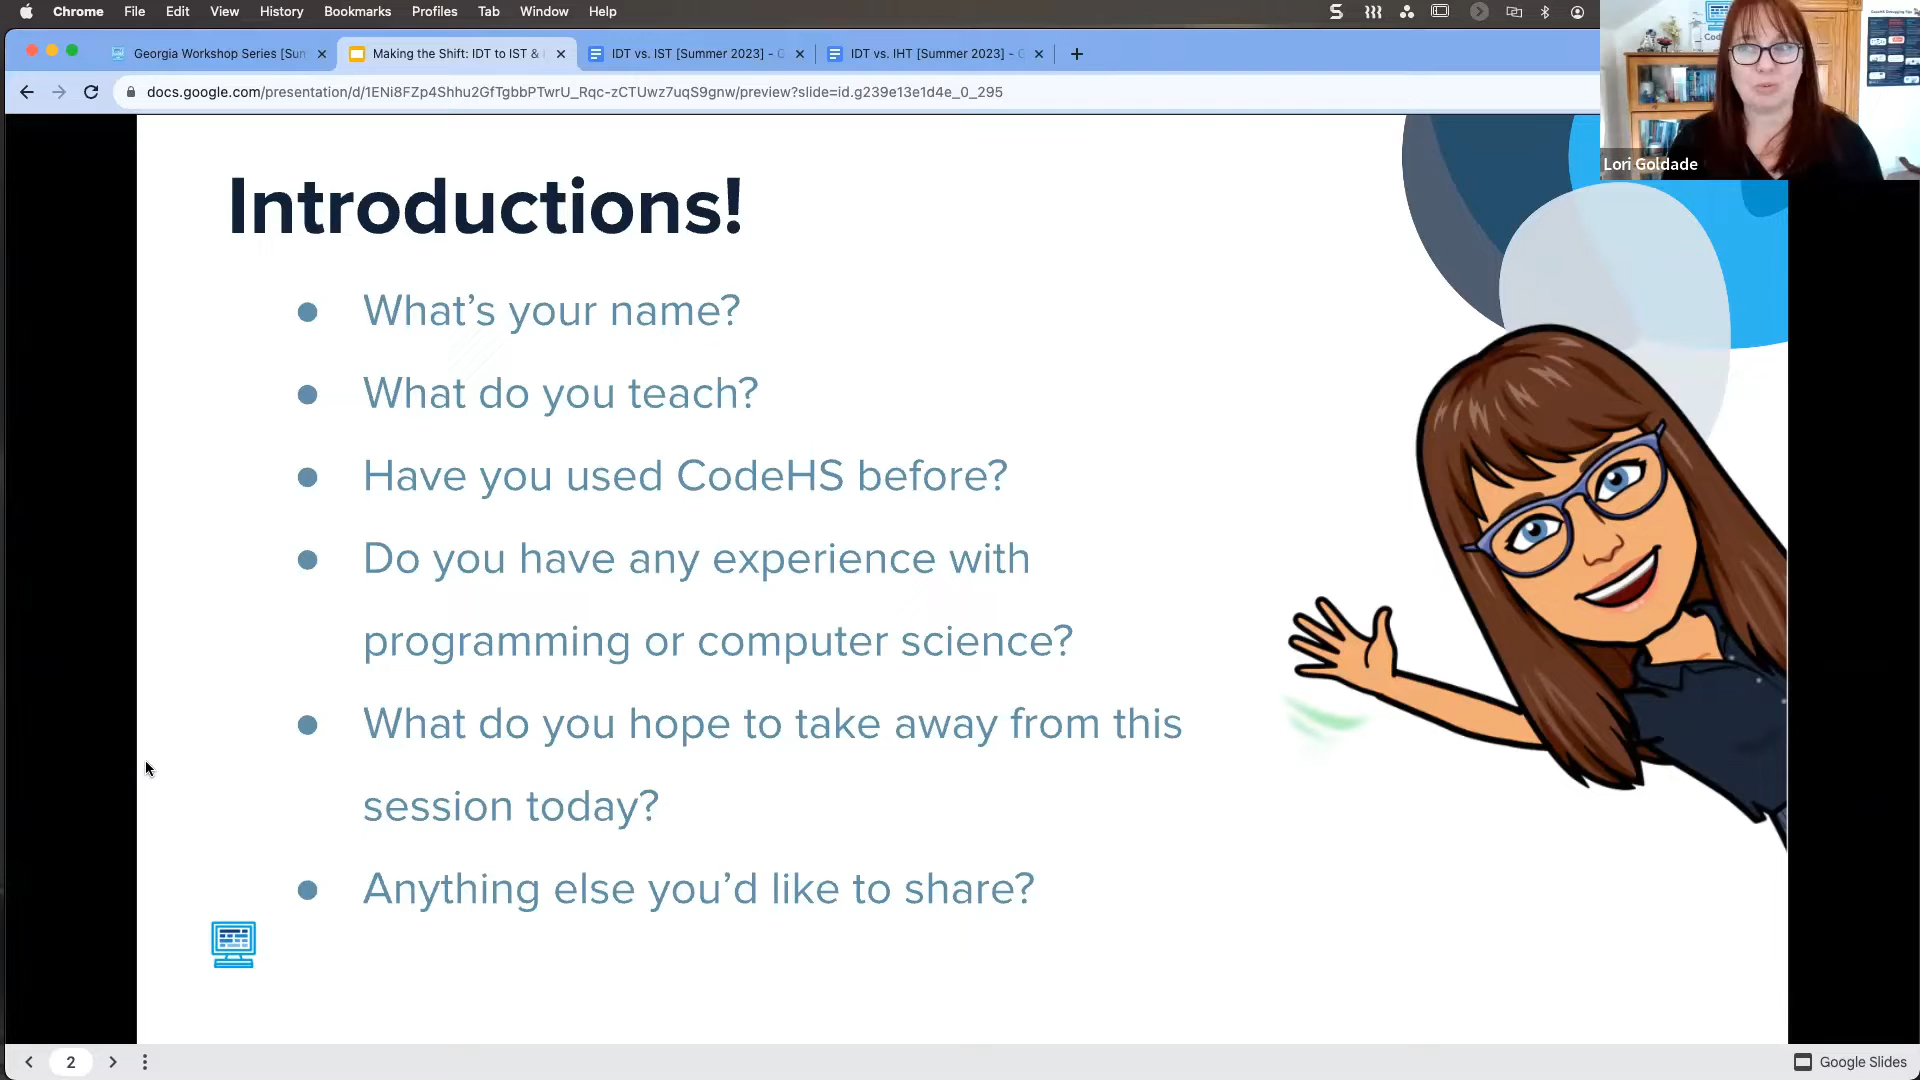 Chrome File Edit View History Bookmarks Profiles Tab Window Help
Georgia Workshop Series [Sum
Making the Shift: IDT to IST &
IDT vs. IST [Summer 2023] - G
IDT vs. IHT [Summer 2023] - G
docs.google.com/presentation/d/1ENi8FZp4Shhu2GfTgbbPTwrU_Rqc-zCTUwz7uqS9gnw/preview?slide=id.g239e13e1d4e_0_295
Lori Goldade
Introductions!
● What’s your name?
● What do you teach?
● Have you used CodeHS before?
● Do you have any experience with
programming or computer science?
● What do you hope to take away from this
session today?
● Anything else you’d like to share?
2
Google Slides